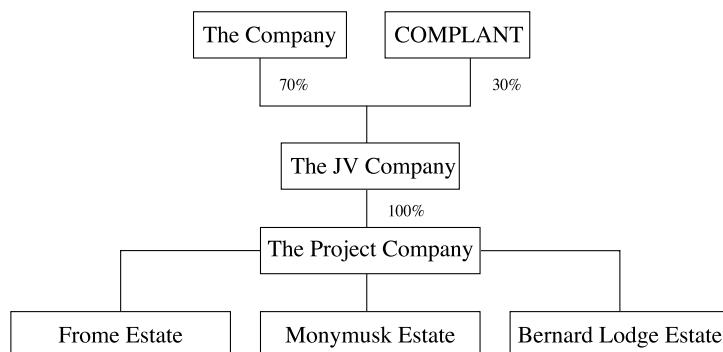 The Company
COMPLANT
70%
30%
The JV Company
100%
The Project Company
Frome Estate
Monymusk Estate
Bernard Lodge Estate